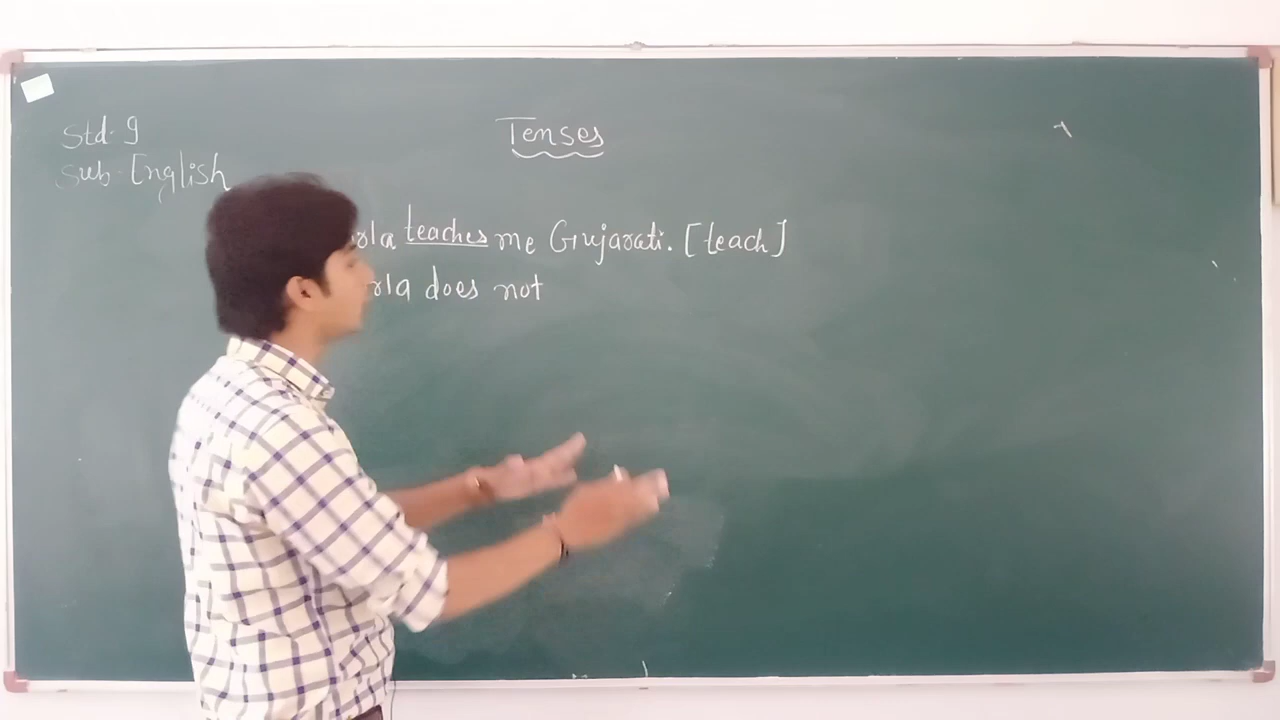 Std. 9
Sub- English
Tenses
teaches me Gujarati. [teach]
does not